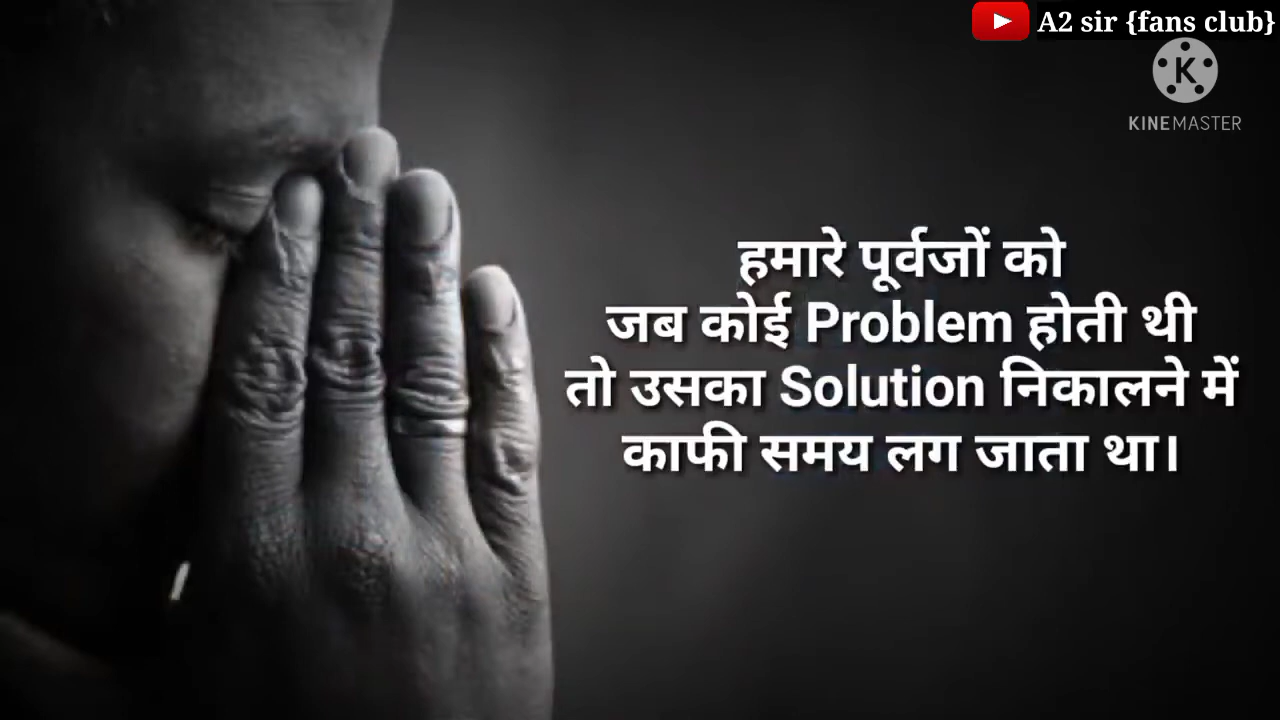 A2 sir {fans club}
K
KINEMASTER
हमारे पूर्वजों को
जब कोई Problem होती थी
तो उसका Solution निकालने में
काफी समय लग जाता था।